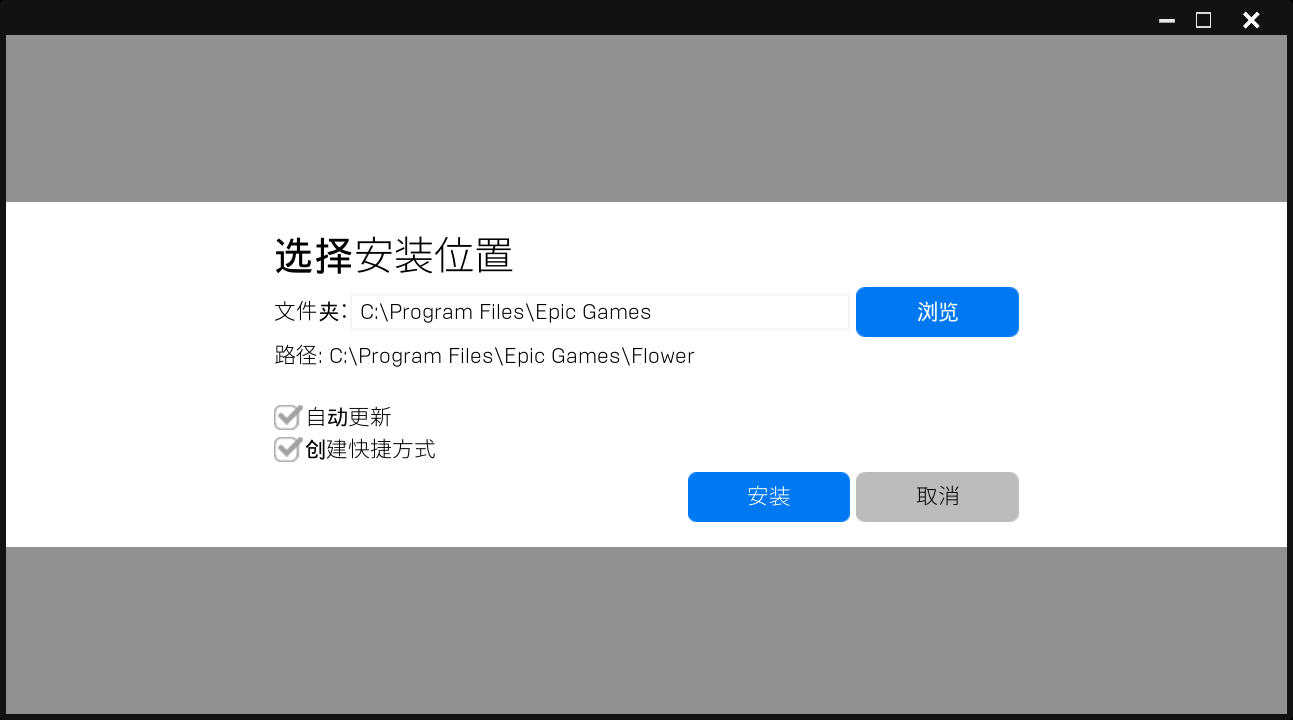 选择安装位置
文件夹: C:\Program Files\Epic Games 浏览
路径: C:\Program Files\Epic Games\Flower
自动更新
创建快捷方式
安装 取消